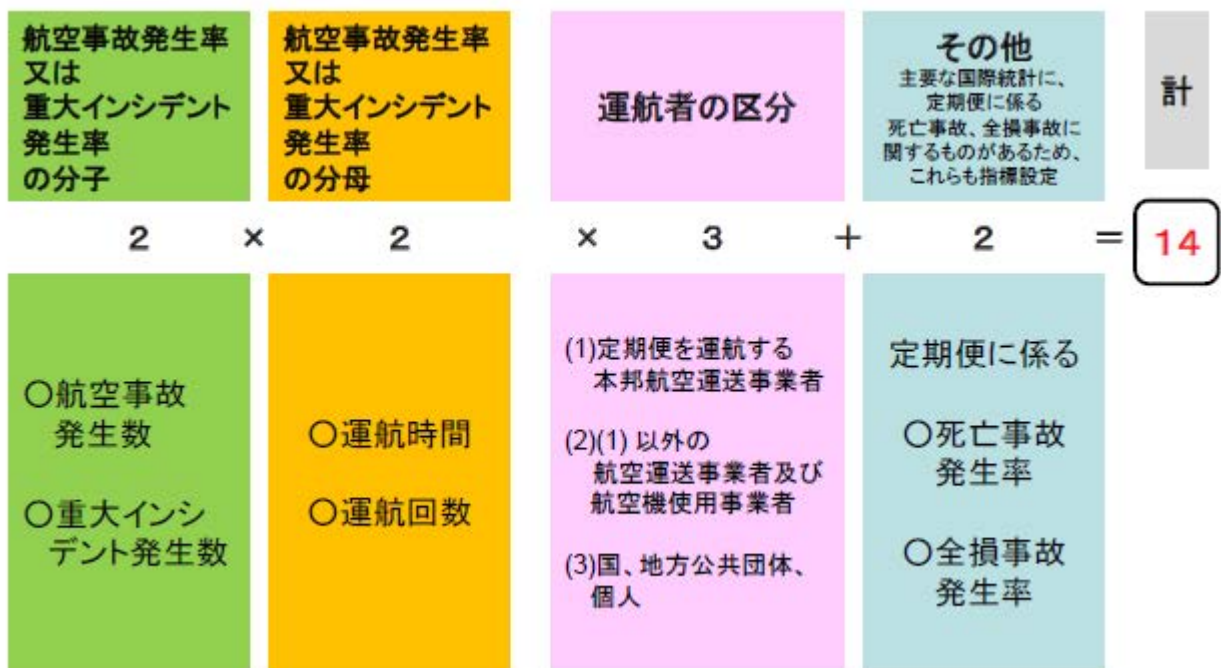 航空事故発生率
又は
重大インシデント
発生率
の分子
航空事故発生率
又は
重大インシデント
発生率
の分母
運航者の区分
その他
主要な国際統計に、
定期便に係る
死亡事故、全損事故に
関するものがあるため、
これらも指標設定
計
2 × 2 × 3 + 2 = 14
〇航空事故
発生数
〇重大インシ
デント発生数
〇運航時間
〇運航回数
(1)定期便を運航する
本邦航空運送事業者
(2)(1) 以外の
航空運送事業者及び
航空機使用事業者
(3)国、地方公共団体、
個人
定期便に係る
〇死亡事故
発生率
〇全損事故
発生率